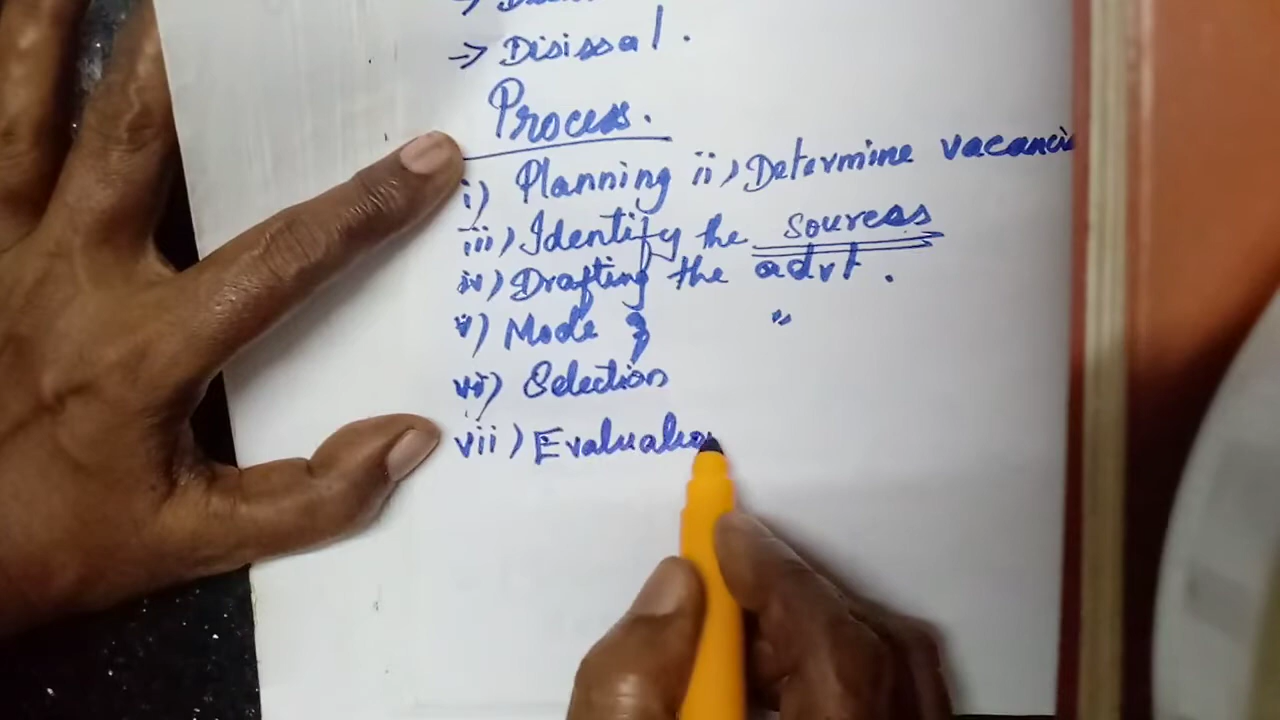 → Disissal.
Process.
i) Planning ii) Determine vacanci
iii) Identify the sources
iv) Drafting the advt.
v) Mode of "
vi) Selection
vii) Evaluatio